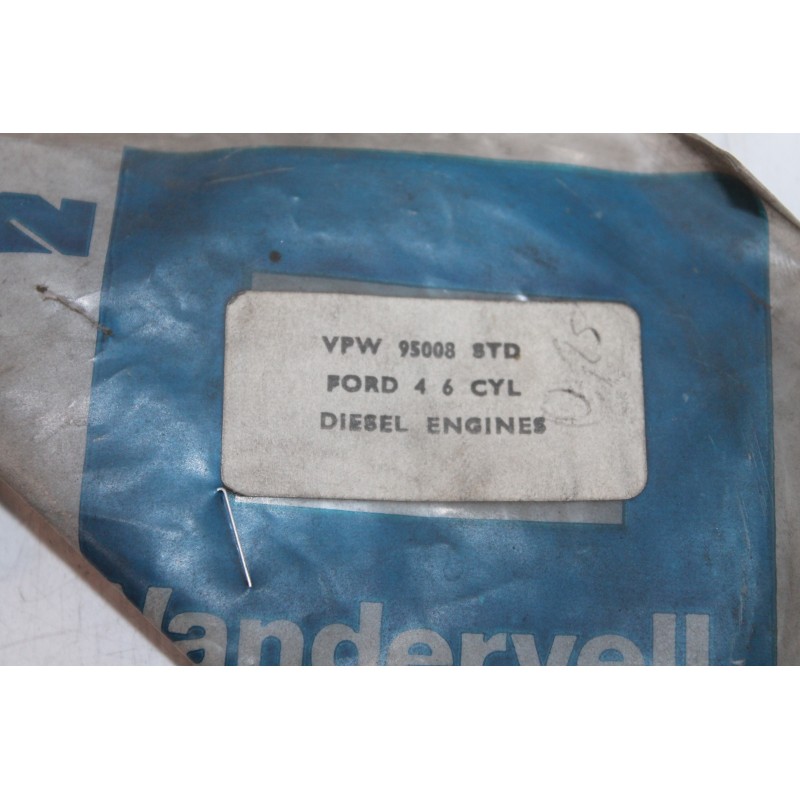 VPW 95008 STD
FORD 4 6 CYL
DIESEL ENGINES
Vandervell